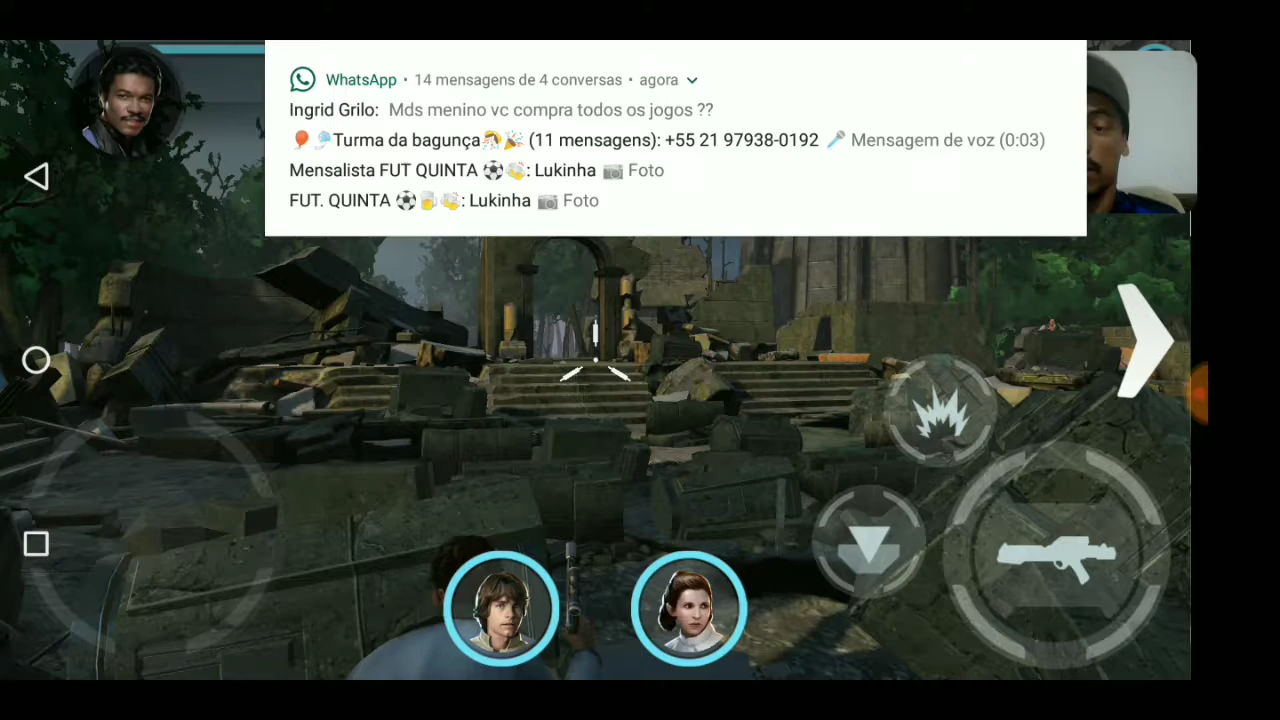 WhatsApp • 14 mensagens de 4 conversas • agora
Ingrid Grilo: Mds menino vc compra todos os jogos ??
🎈🌪️Turma da bagunça🎊🎉 (11 mensagens): +55 21 97938-0192 🎤 Mensagem de voz (0:03)
Mensalista FUT QUINTA ⚽🍻: Lukinha 📷 Foto
FUT. QUINTA ⚽🍺🍻: Lukinha 📷 Foto